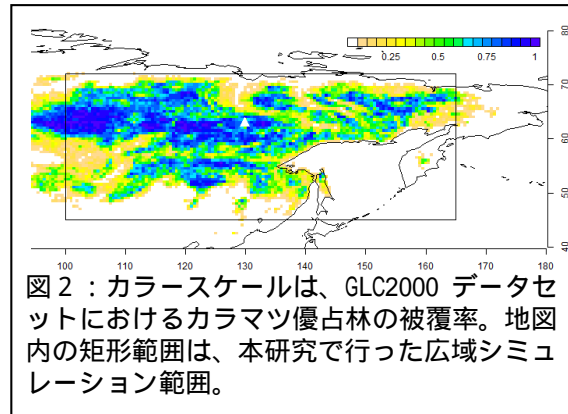 0.25 0.5 0.75 1
80
70
60
50
40
100 110 120 130 140 150 160 170 180
図2：カラースケールは、GLC2000 データセ
ットにおけるカラマツ優占林の被覆率。地図
内の矩形範囲は、本研究で行った広域シミュ
レーション範囲。